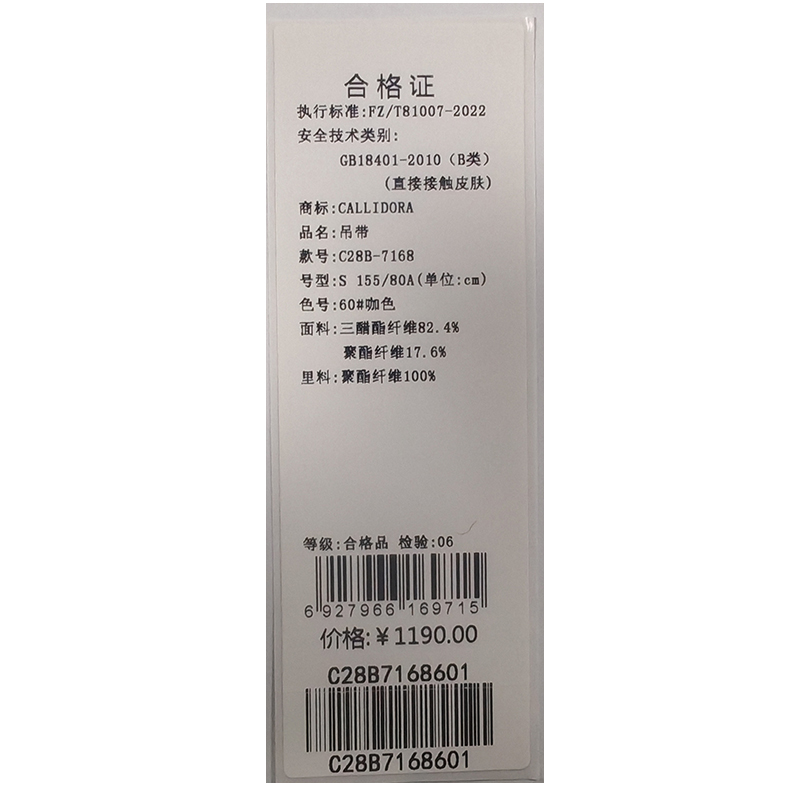 合格证
执行标准:FZ/T81007-2022
安全技术类别:
GB18401-2010（B类）
(直接接触皮肤)
商标:CALLIDORA
品名:吊带
款号:C28B-7168
号型:S 155/80A(单位:cm)
色号:60#咖色
面料:三醋酯纤维82.4%
聚酯纤维17.6%
里料:聚酯纤维100%
等级:合格品 检验:06
6 927966 169715
价格:￥1190.00
C28B7168601
C28B7168601